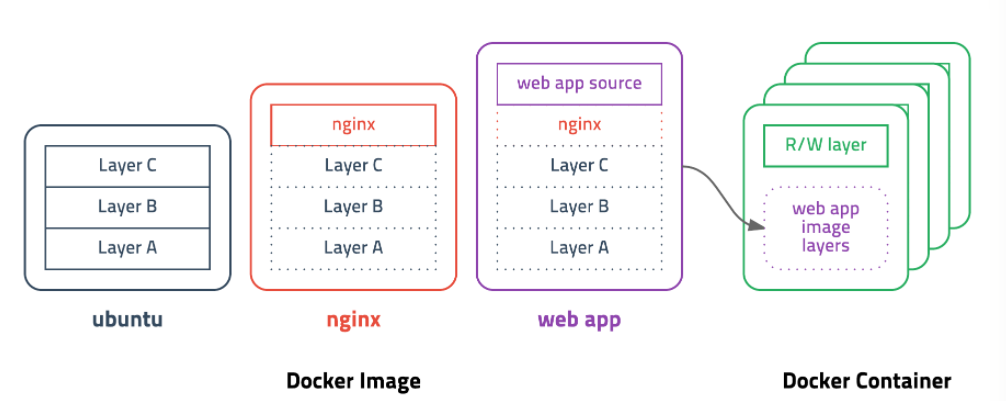 Layer C
Layer B
Layer A
ubuntu
nginx
Layer C
Layer B
Layer A
nginx
web app source
nginx
Layer C
Layer B
Layer A
web app
Docker Image
R/W layer
web app
image
layers
Docker Container